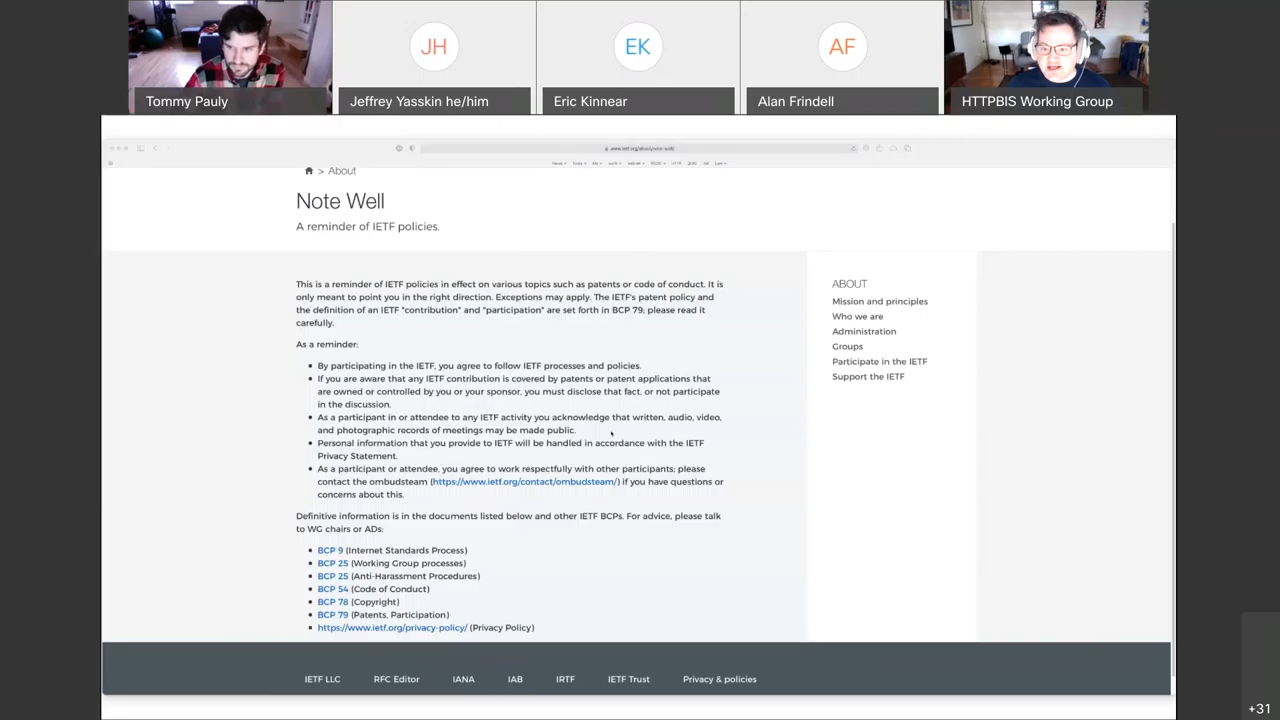 JH
EK
AF
Tommy Pauly
Jeffrey Yasskin he/him
Eric Kinnear
Alan Frindell
HTTPBIS Working Group
> About
Note Well
A reminder of IETF policies.
This is a reminder of IETF policies in effect on various topics such as patents or code of conduct. It is
only meant to point you in the right direction. Exceptions may apply. The IETF's patent policy and
the definition of an IETF "contribution" and "participation" are set forth in BCP 79; please read it
carefully.
As a reminder:
• By participating in the IETF, you agree to follow IETF processes and policies.
• If you are aware that any IETF contribution is covered by patents or patent applications that
are owned or controlled by you or your sponsor, you must disclose that fact, or not participate
in the discussion.
• As a participant in or attendee to any IETF activity you acknowledge that written, audio, video,
and photographic records of meetings may be made public.
• Personal information that you provide to IETF will be handled in accordance with the IETF
Privacy Statement.
• As a participant or attendee, you agree to work respectfully with other participants; please
contact the ombudsteam (https://www.ietf.org/contact/ombudsteam/) if you have questions or
concerns about this.
Definitive information is in the documents listed below and other IETF BCPs. For advice, please talk
to WG chairs or ADs:
• BCP 9 (Internet Standards Process)
• BCP 25 (Working Group processes)
• BCP 25 (Anti-Harassment Procedures)
• BCP 54 (Code of Conduct)
• BCP 78 (Copyright)
• BCP 79 (Patents, Participation)
• https://www.ietf.org/privacy-policy/ (Privacy Policy)
ABOUT
Mission and principles
Who we are
Administration
Groups
Participate in the IETF
Support the IETF
IETF LLC
RFC Editor
IANA
IAB
IRTF
IETF Trust
Privacy & policies
+31